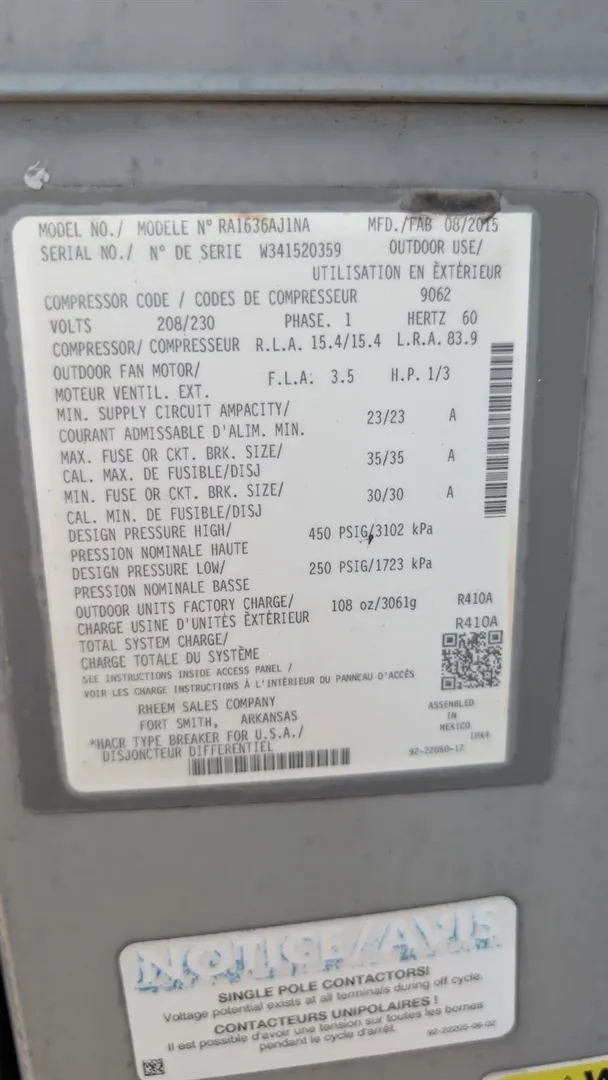 MODEL NO./ MODELE N° RA1636AJ1NA MFD./FAB 08/2015
SERIAL NO./ N° DE SERIE W341520359 OUTDOOR USE/
UTILISATION EN ÈXTÈRIEUR
COMPRESSOR CODE / CODES DE COMPRESSEUR 9062
VOLTS 208/230 PHASE. 1 HERTZ 60
COMPRESSOR/ COMPRESSEUR R.L.A. 15.4/15.4 L.R.A. 83.9
OUTDOOR FAN MOTOR/ F.L.A. 3.5 H.P. 1/3
MOTEUR VENTIL. EXT.
MIN. SUPPLY CIRCUIT AMPACITY/ 23/23 A
COURANT ADMISSABLE D'ALIM. MIN.
MAX. FUSE OR CKT. BRK. SIZE/ 35/35 A
CAL. MAX. DE FUSIBLE/DISJ
MIN. FUSE OR CKT. BRK. SIZE/ 30/30 A
CAL. MIN. DE FUSIBLE/DISJ
DESIGN PRESSURE HIGH/ 450 PSIG/3102 kPa
PRESSION NOMINALE HAUTE
DESIGN PRESSURE LOW/ 250 PSIG/1723 kPa
PRESSION NOMINALE BASSE
OUTDOOR UNITS FACTORY CHARGE/ 108 oz/3061g R410A
CHARGE USINE D'UNITÈS ÈXTÈRIEUR R410A
TOTAL SYSTEM CHARGE/
CHARGE TOTALE DU SYSTÈME
SEE INSTRUCTIONS INSIDE ACCESS PANEL /
VOIR LES CHARGE INSTRUCTIONS À L'INTÈRIEUR DU PANNEAU D'ACCÈS
RHEEM SALES COMPANY
FORT SMITH, ARKANSAS
ASSEMBLED
IN
MEXICO
*HACR TYPE BREAKER FOR U.S.A./
DISJONCTEUR DIFFERENTIEL
IPA4
92-22060-12
NOTICE/AVIS
SINGLE POLE CONTACTORS!
Voltage potential exists at all terminals during off cycle.
CONTACTEURS UNIPOLAIRES !
Il est possible d'avoir une tension sur toutes les bornes
pendant le cycle d'arrêt.
92-22205-06-02